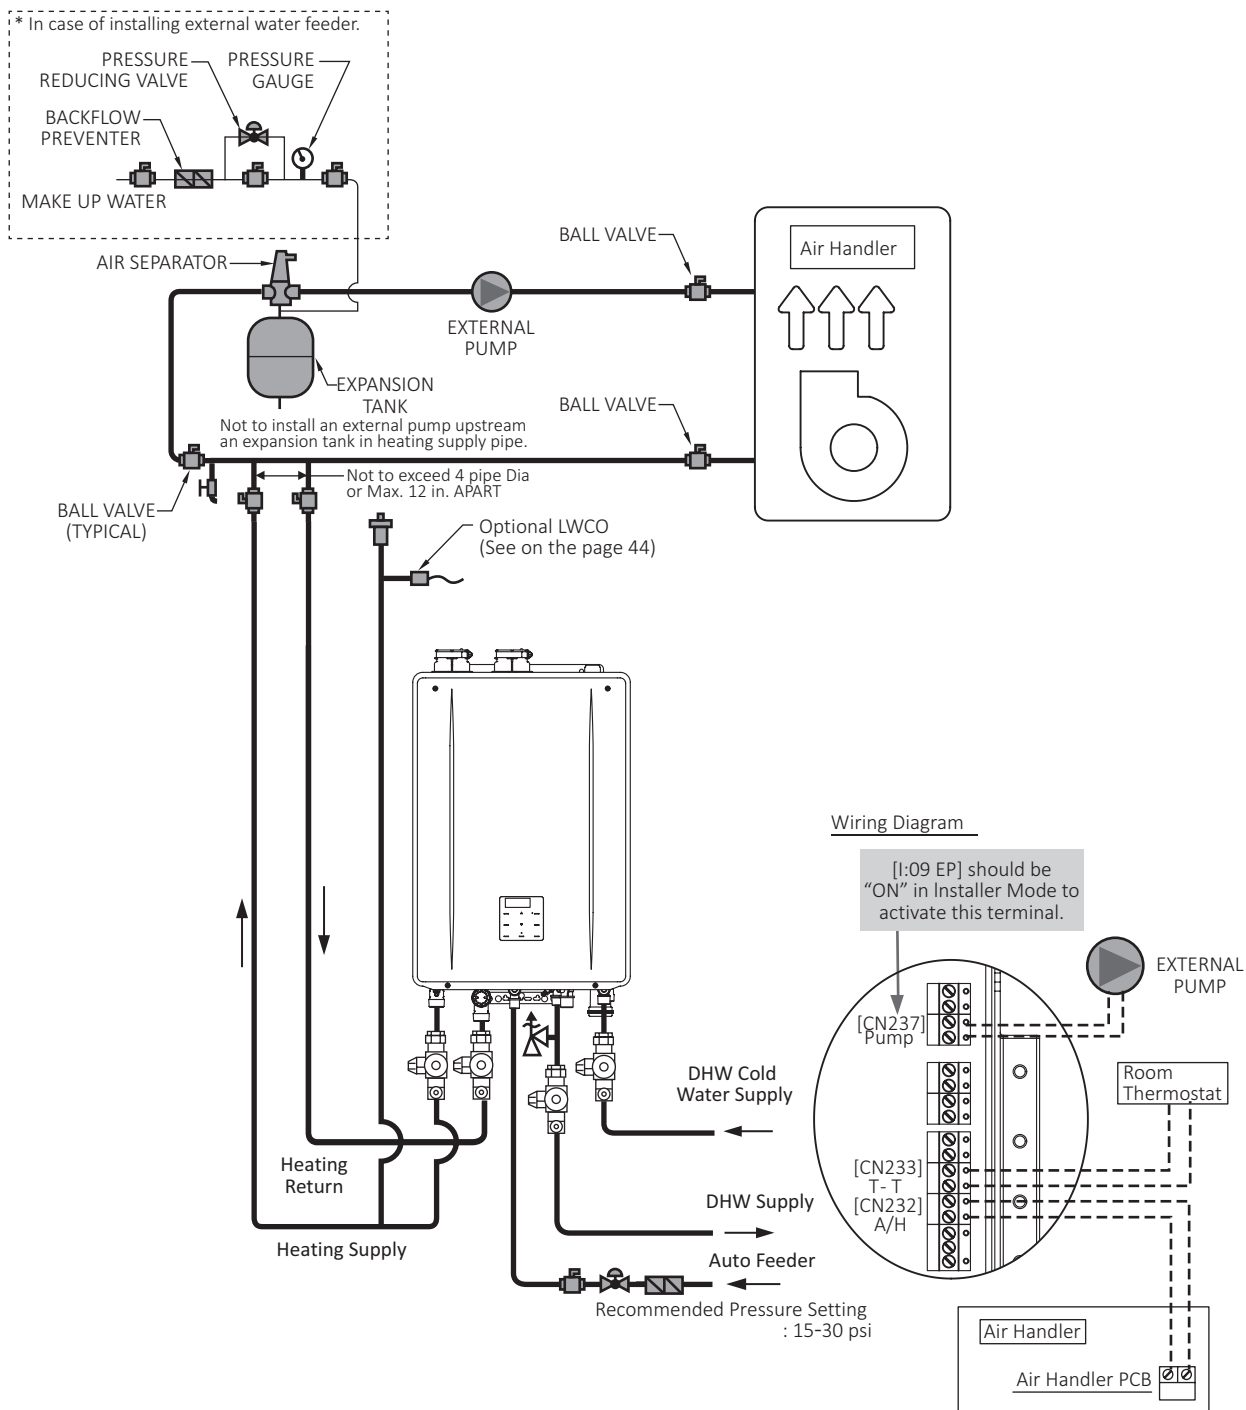 * In case of installing external water feeder.
PRESSURE
REDUCING VALVE
PRESSURE
GAUGE
BACKFLOW
PREVENTER
MAKE UP WATER
AIR SEPARATOR
BALL VALVE
Air Handler
EXTERNAL
PUMP
EXPANSION
TANK
Not to install an external pump upstream
an expansion tank in heating supply pipe.
BALL VALVE
Not to exceed 4 pipe Dia
or Max. 12 in. APART
BALL VALVE
(TYPICAL)
Optional LWCO
(See on the page 44)
Wiring Diagram
[I:09 EP] should be
“ON” in Installer Mode to
activate this terminal.
EXTERNAL
PUMP
[CN237]
Pump
Room
Thermostat
[CN233]
T- T
[CN232]
A/H
DHW Cold
Water Supply
Heating
Return
DHW Supply
Heating Supply
Auto Feeder
Recommended Pressure Setting
: 15-30 psi
Air Handler
Air Handler PCB